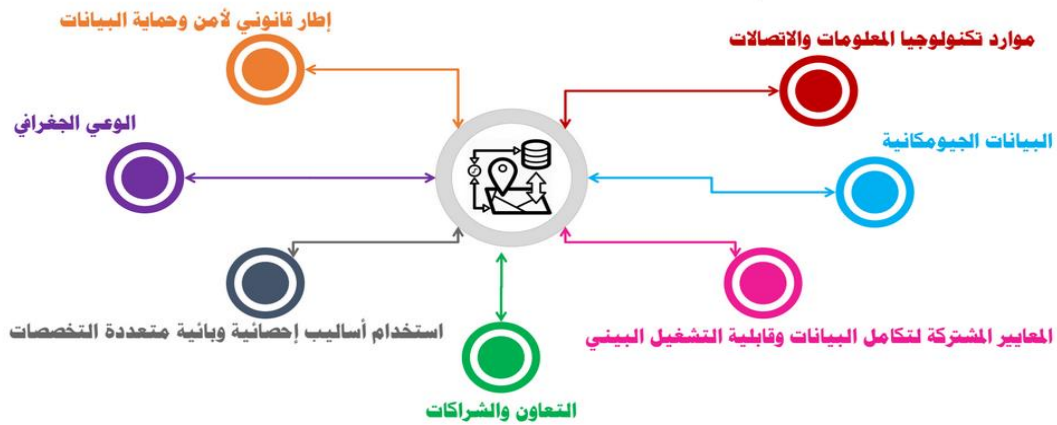 إطار قانوني لأمن وحماية البيانات
موارد تكنولوجيا المعلومات والاتصالات
الوعي الجغرافي
البيانات الجيومكانية
استخدام أساليب إحصائية وبائية متعددة التخصصات
المعايير المشتركة لتكامل البيانات وقابلية التشغيل البيني
التعاون والشراكات